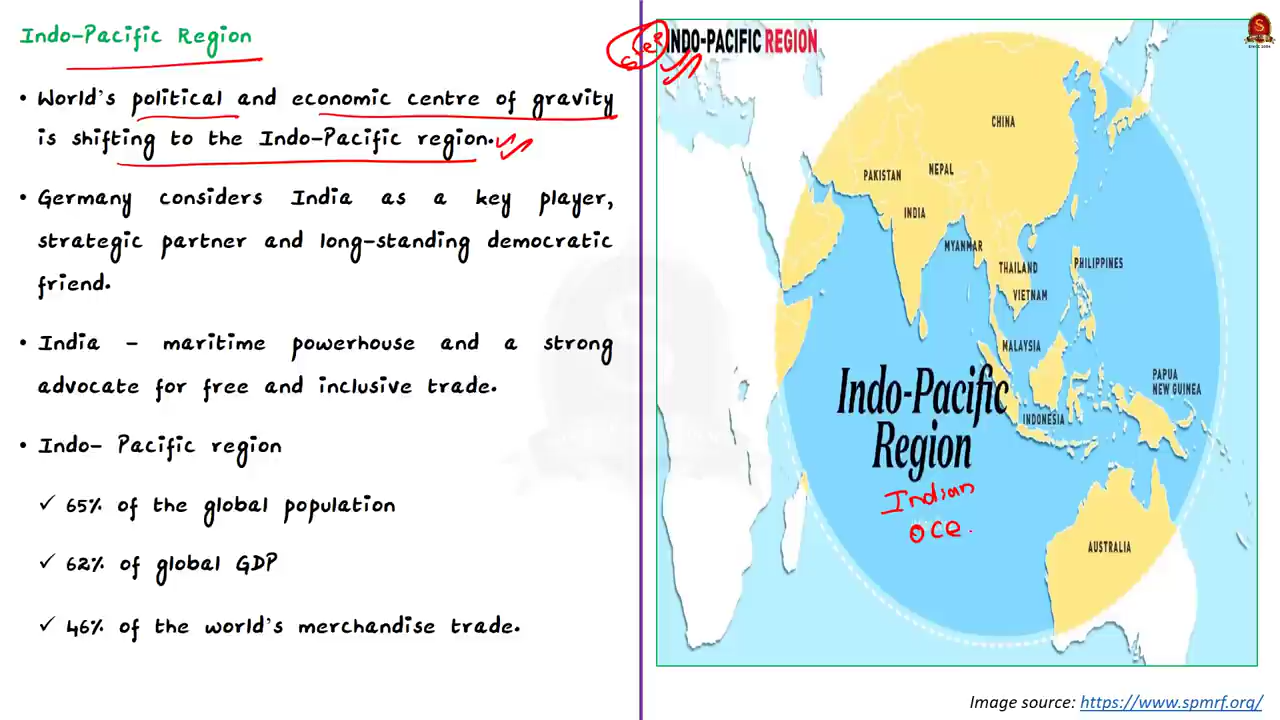 Indo-Pacific Region
• World's political and economic centre of gravity
is shifting to the Indo-Pacific region.
• Germany considers India as a key player,
strategic partner and long-standing democratic
friend.
• India - maritime powerhouse and a strong
advocate for free and inclusive trade.
• Indo- Pacific region
✓ 65% of the global population
✓ 62% of global GDP
✓ 46% of the world's merchandise trade.
INDO-PACIFIC REGION
CHINA
PAKISTAN
NEPAL
INDIA
MYANMAR
THAILAND
PHILIPPINES
VIETNAM
MALAYSIA
PAPUA
NEW GUINEA
INDONESIA
Indo-Pacific
Region
Indian
oce.
AUSTRALIA
Image source: https://www.spmrf.org/